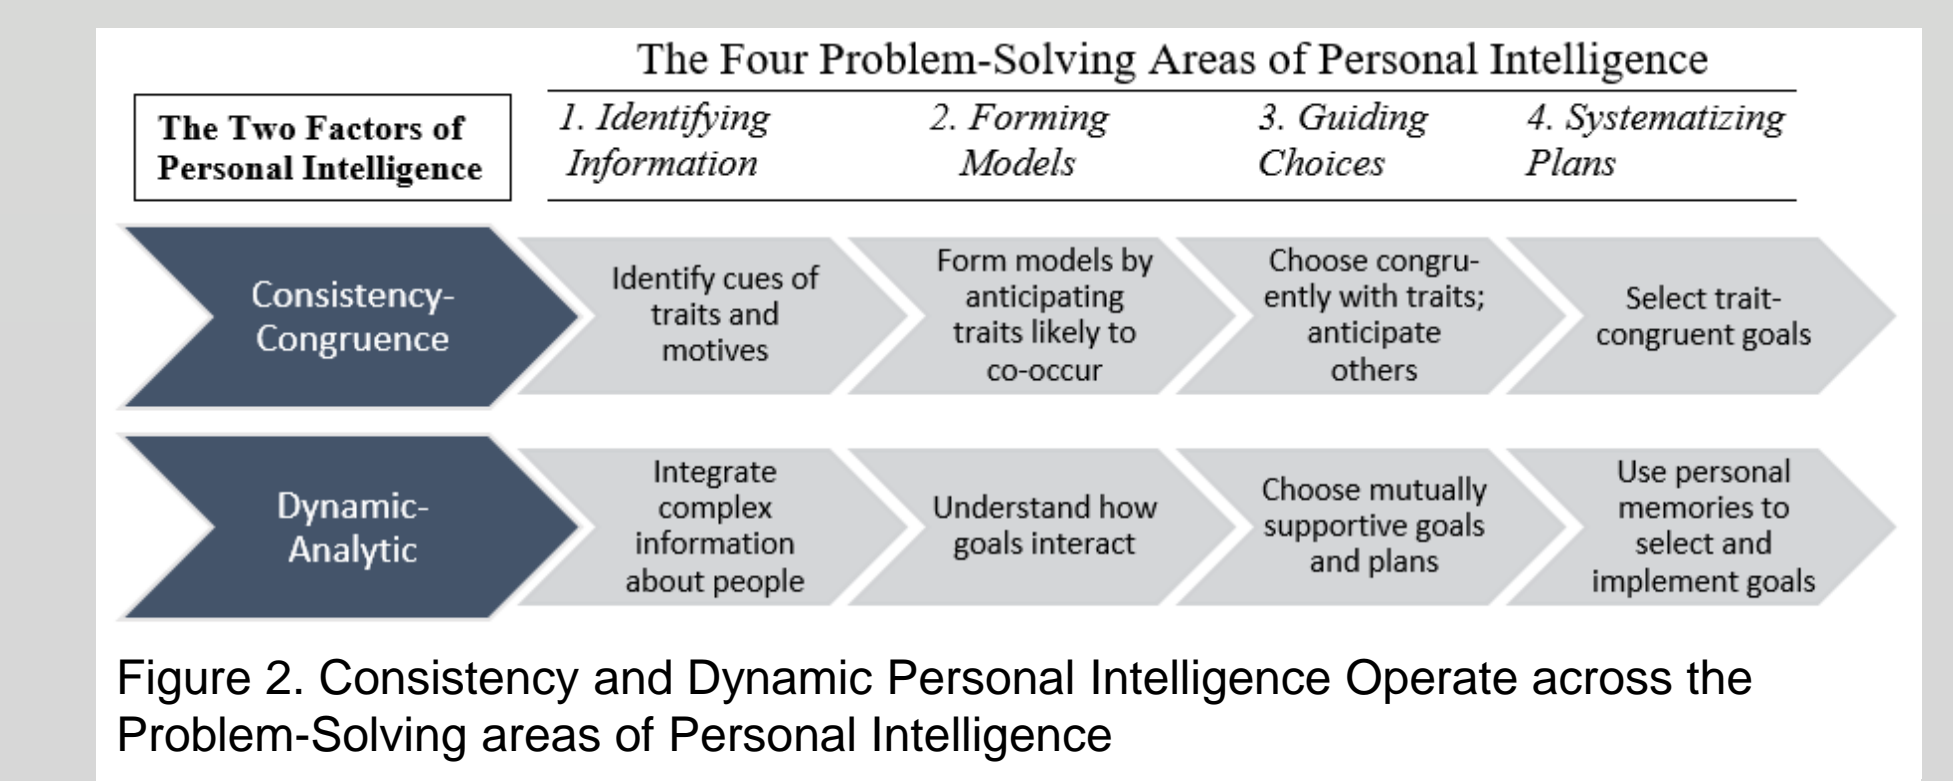 The Four Problem-Solving Areas of Personal Intelligence
The Two Factors of
Personal Intelligence
1. Identifying
Information
2. Forming
Models
3. Guiding
Choices
4. Systematizing
Plans
Consistency-
Congruence
Identify cues of
traits and
motives
Form models by
anticipating
traits likely to
co-occur
Choose congru-
ently with traits;
anticipate
others
Select trait-
congruent goals
Dynamic-
Analytic
Integrate
complex
information
about people
Understand how
goals interact
Choose mutually
supportive goals
and plans
Use personal
memories to
select and
implement goals
Figure 2. Consistency and Dynamic Personal Intelligence Operate across the
Problem-Solving areas of Personal Intelligence